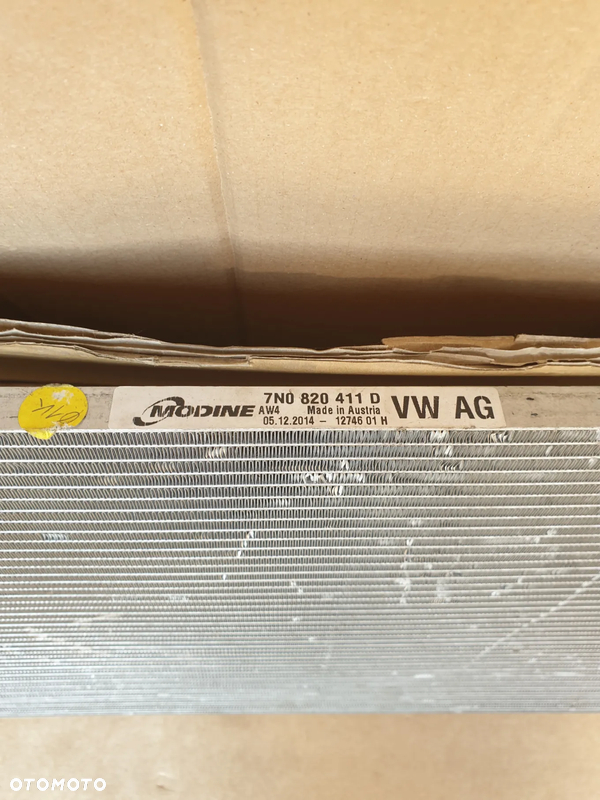 7N0 820 411 D
MODINE AW4 Made in Austria VW AG
05.12.2014 - 12746 01 H
OTOMOTO